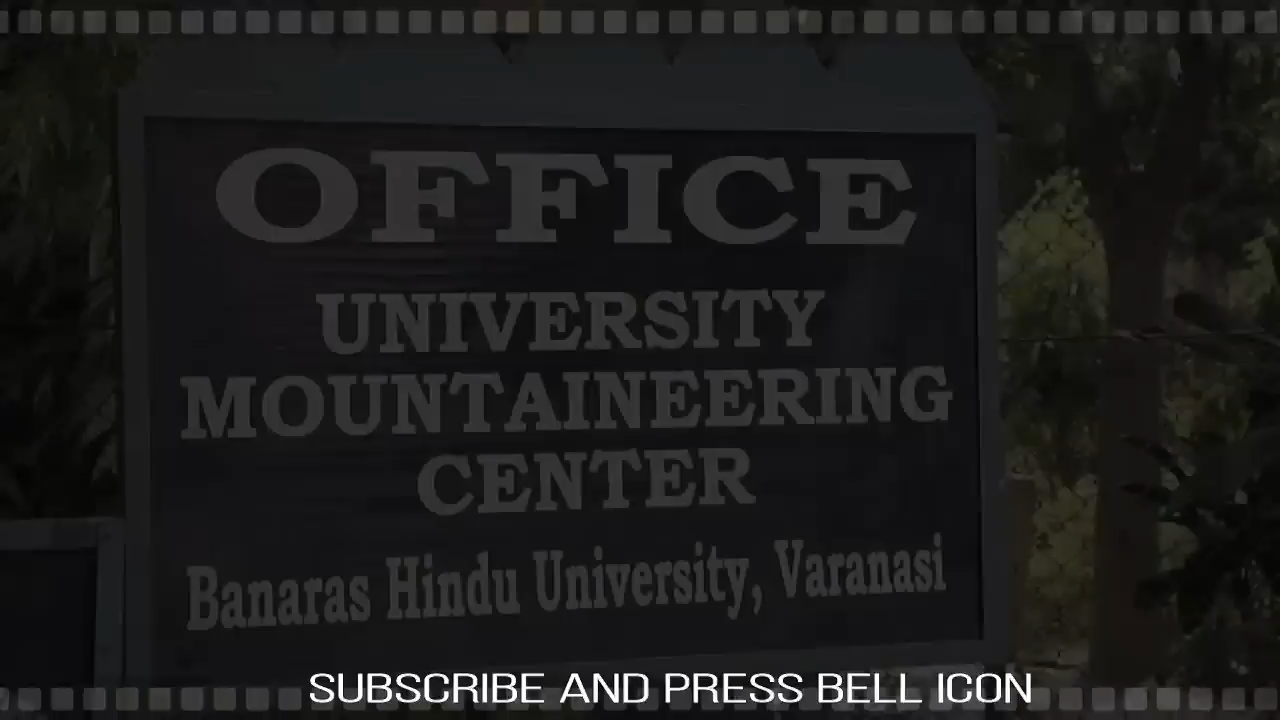 OFFICE
UNIVERSITY
MOUNTAINEERING
CENTER
Banaras Hindu University, Varanasi
SUBSCRIBE AND PRESS BELL ICON